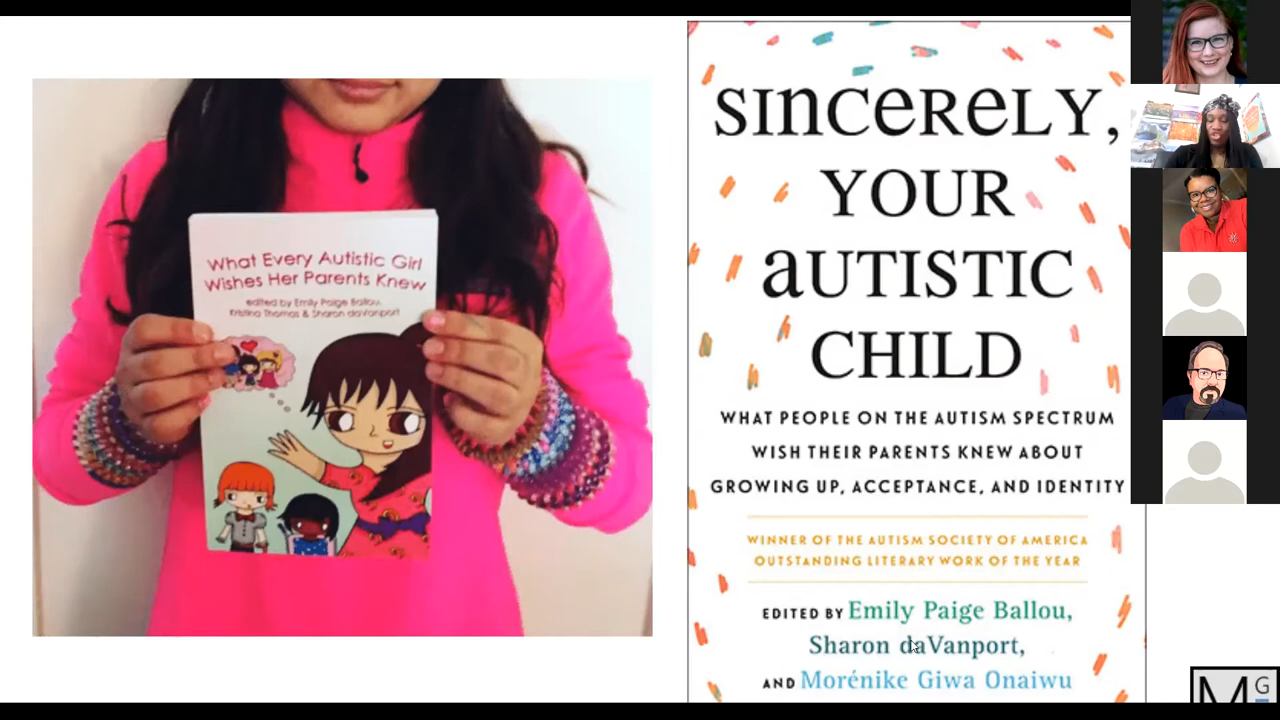 What Every Autistic Girl
Wishes Her Parents Knew
edited by Emily Paige Ballou,
Kristina Thomas & Sharon daVanport
SINCERELY,
YOUR
AUTISTIC
CHILD
WHAT PEOPLE ON THE AUTISM SPECTRUM
WISH THEIR PARENTS KNEW ABOUT
GROWING UP, ACCEPTANCE, AND IDENTITY
WINNER OF THE AUTISM SOCIETY OF AMERICA
OUTSTANDING LITERARY WORK OF THE YEAR
EDITED BY Emily Paige Ballou,
Sharon daVanport,
AND Morénike Giwa Onaiwu
M G